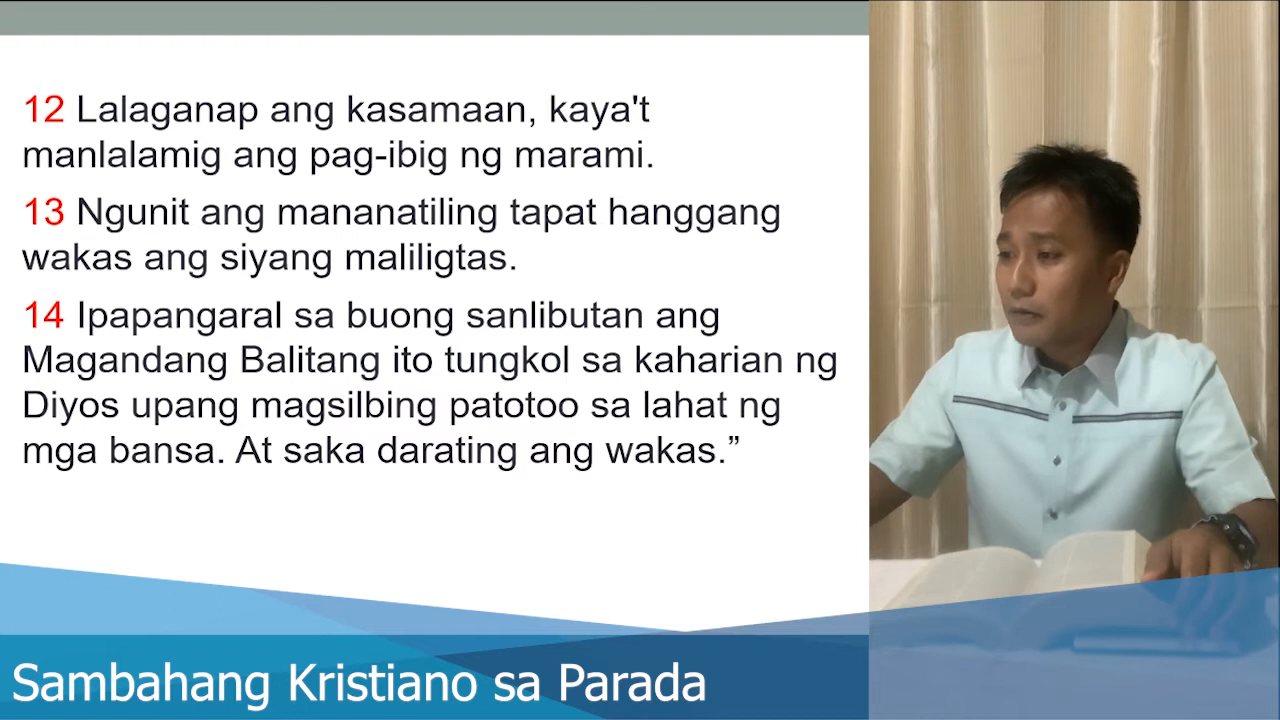 12 Lalaganap ang kasamaan, kaya't
manlalamig ang pag-ibig ng marami.
13 Ngunit ang mananatiling tapat hanggang
wakas ang siyang maliligtas.
14 Ipapangaral sa buong sanlibutan ang
Magandang Balitang ito tungkol sa kaharian ng
Diyos upang magsilbing patotoo sa lahat ng
mga bansa. At saka darating ang wakas.”
Sambahang Kristiano sa Parada